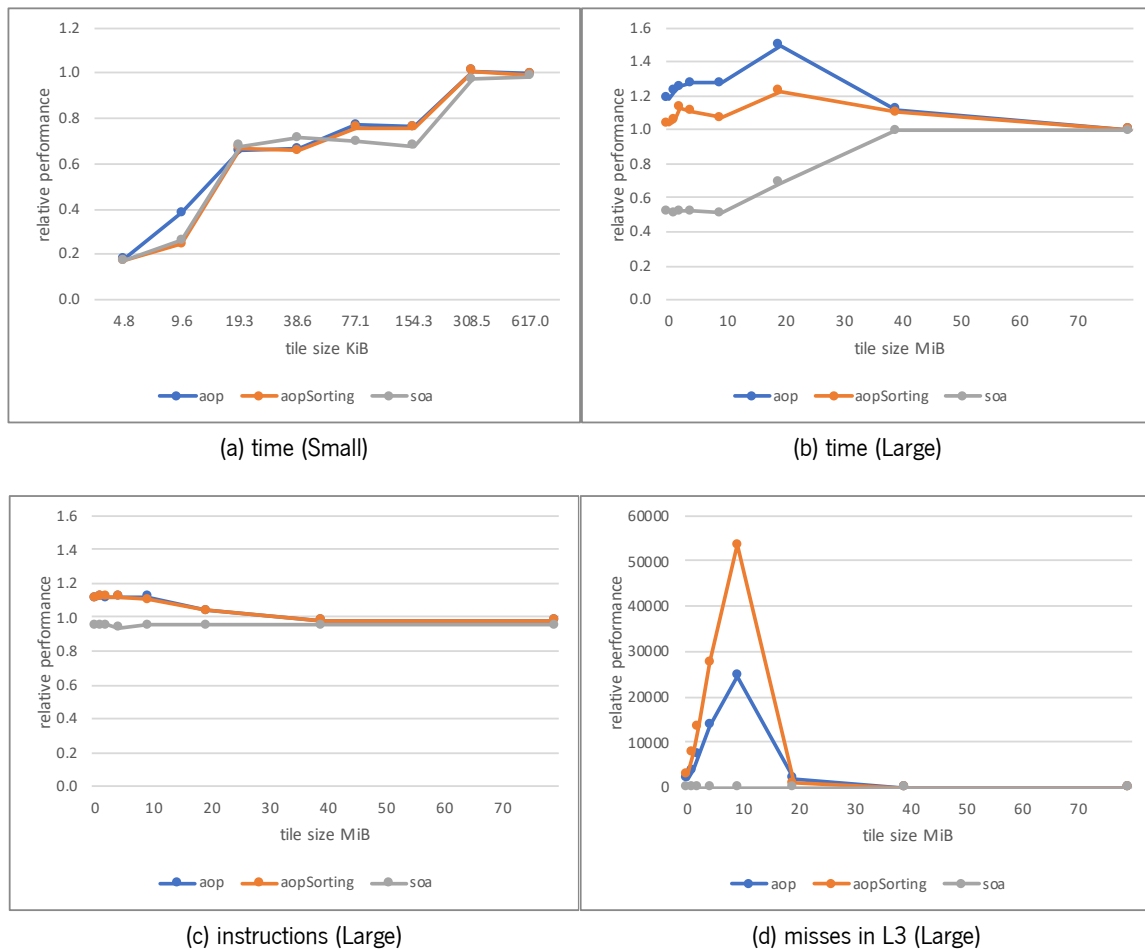 1.2
1.0
0.8
0.6
0.4
0.2
0.0
relative performance
4.8 9.6 19.3 38.6 77.1 154.3 308.5 617.0
tile size KiB
aop aopSorting soa
(a) time (Small)
1.6
1.4
1.2
1.0
0.8
0.6
0.4
0.2
0.0
relative performance
0 10 20 30 40 50 60 70
tile size MiB
aop aopSorting soa
(b) time (Large)
1.6
1.4
1.2
1.0
0.8
0.6
0.4
0.2
0.0
relative performance
0 10 20 30 40 50 60 70
tile size MiB
aop aopSorting soa
(c) instructions (Large)
60000
50000
40000
30000
20000
10000
0
relative performance
0 10 20 30 40 50 60 70
tile size MiB
aop aopSorting soa
(d) misses in L3 (Large)